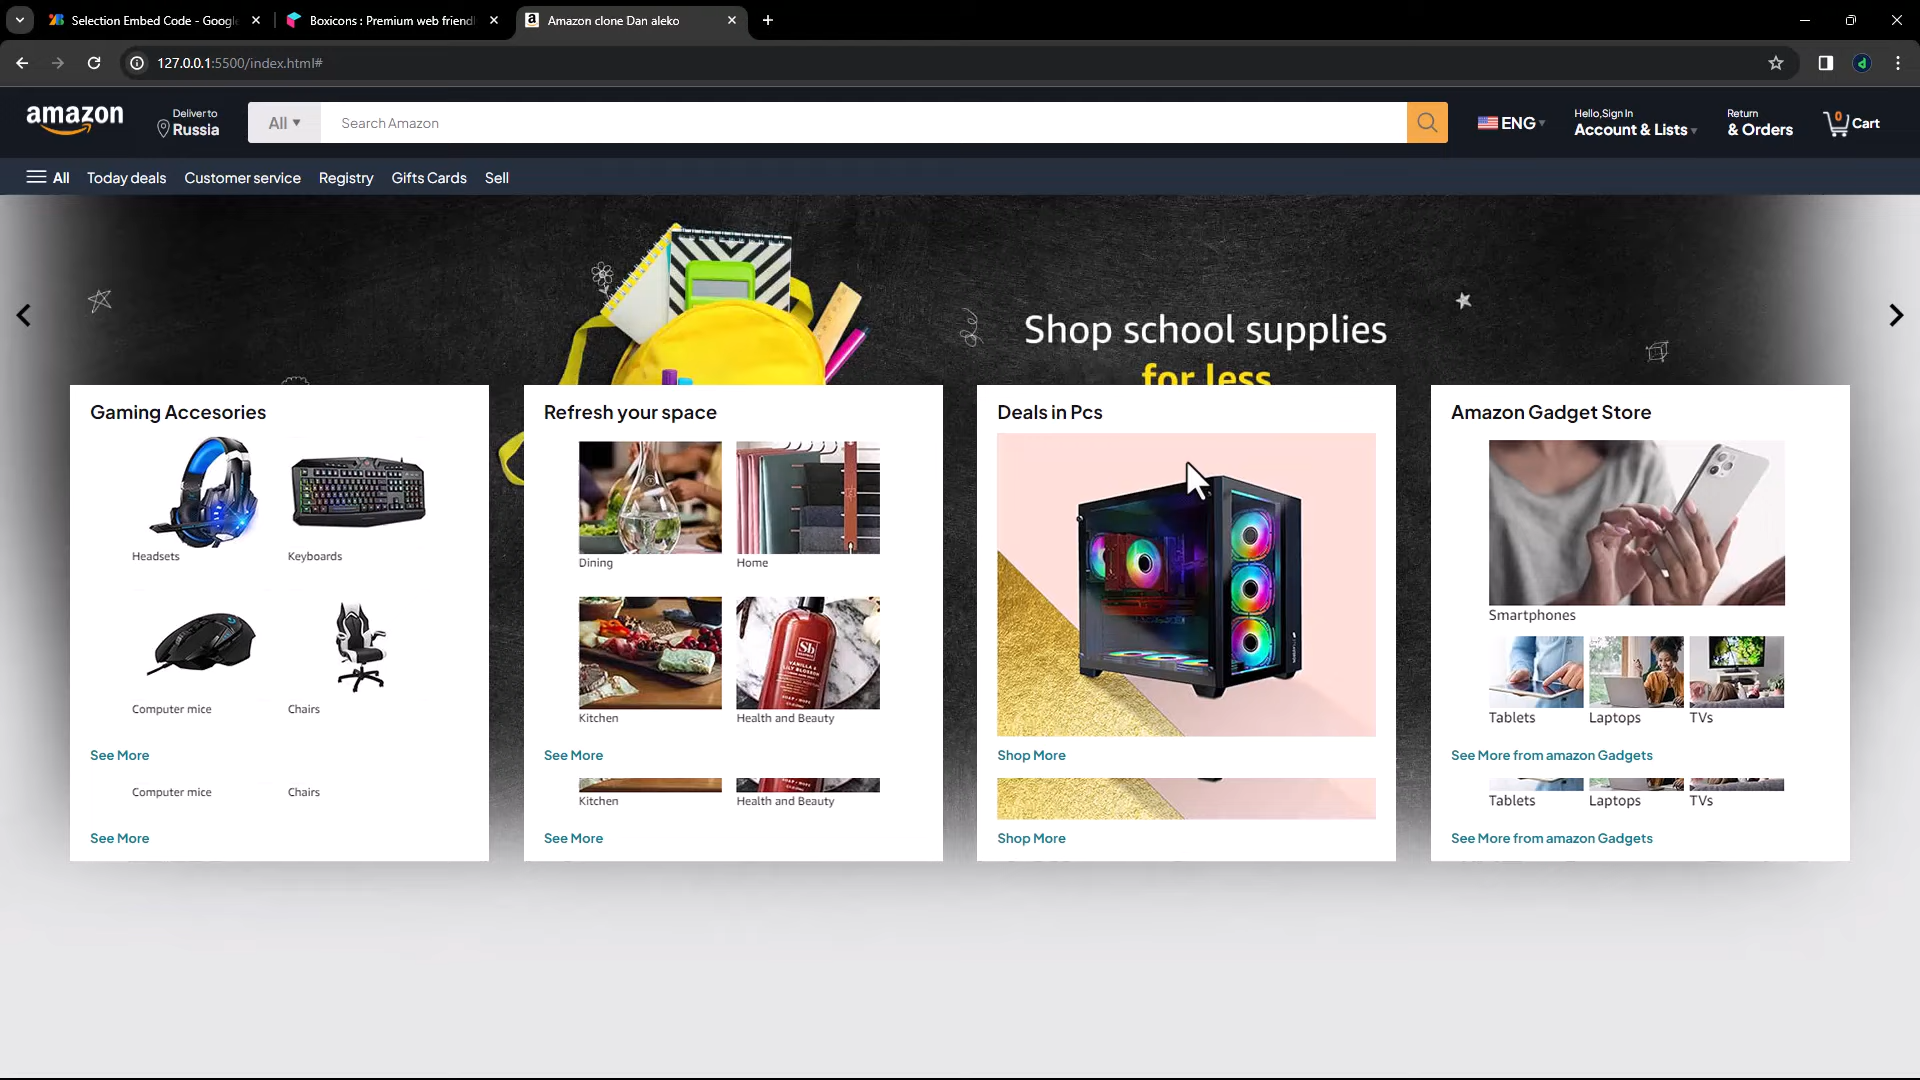 Selection Embed Code - Google
Boxicons : Premium web friend
Amazon clone Dan aleko
127.0.0.1:5500/index.html#
amazon
Deliver to
Russia
All
Search Amazon
ENG
Hello,Sign In
Account & Lists
Return
& Orders
0
Cart
All
Today deals
Customer service
Registry
Gifts Cards
Sell
Shop school supplies
for less
Gaming Accesories
Headsets
Keyboards
Computer mice
Chairs
See More
Computer mice
Chairs
See More
Refresh your space
Dining
Home
Kitchen
Sb
VANILLA &
LILY BLOSSOM
Health and Beauty
See More
Kitchen
Health and Beauty
See More
Deals in Pcs
Shop More
Shop More
Amazon Gadget Store
Smartphones
Tablets
Laptops
TVs
See More from amazon Gadgets
Tablets
Laptops
TVs
See More from amazon Gadgets